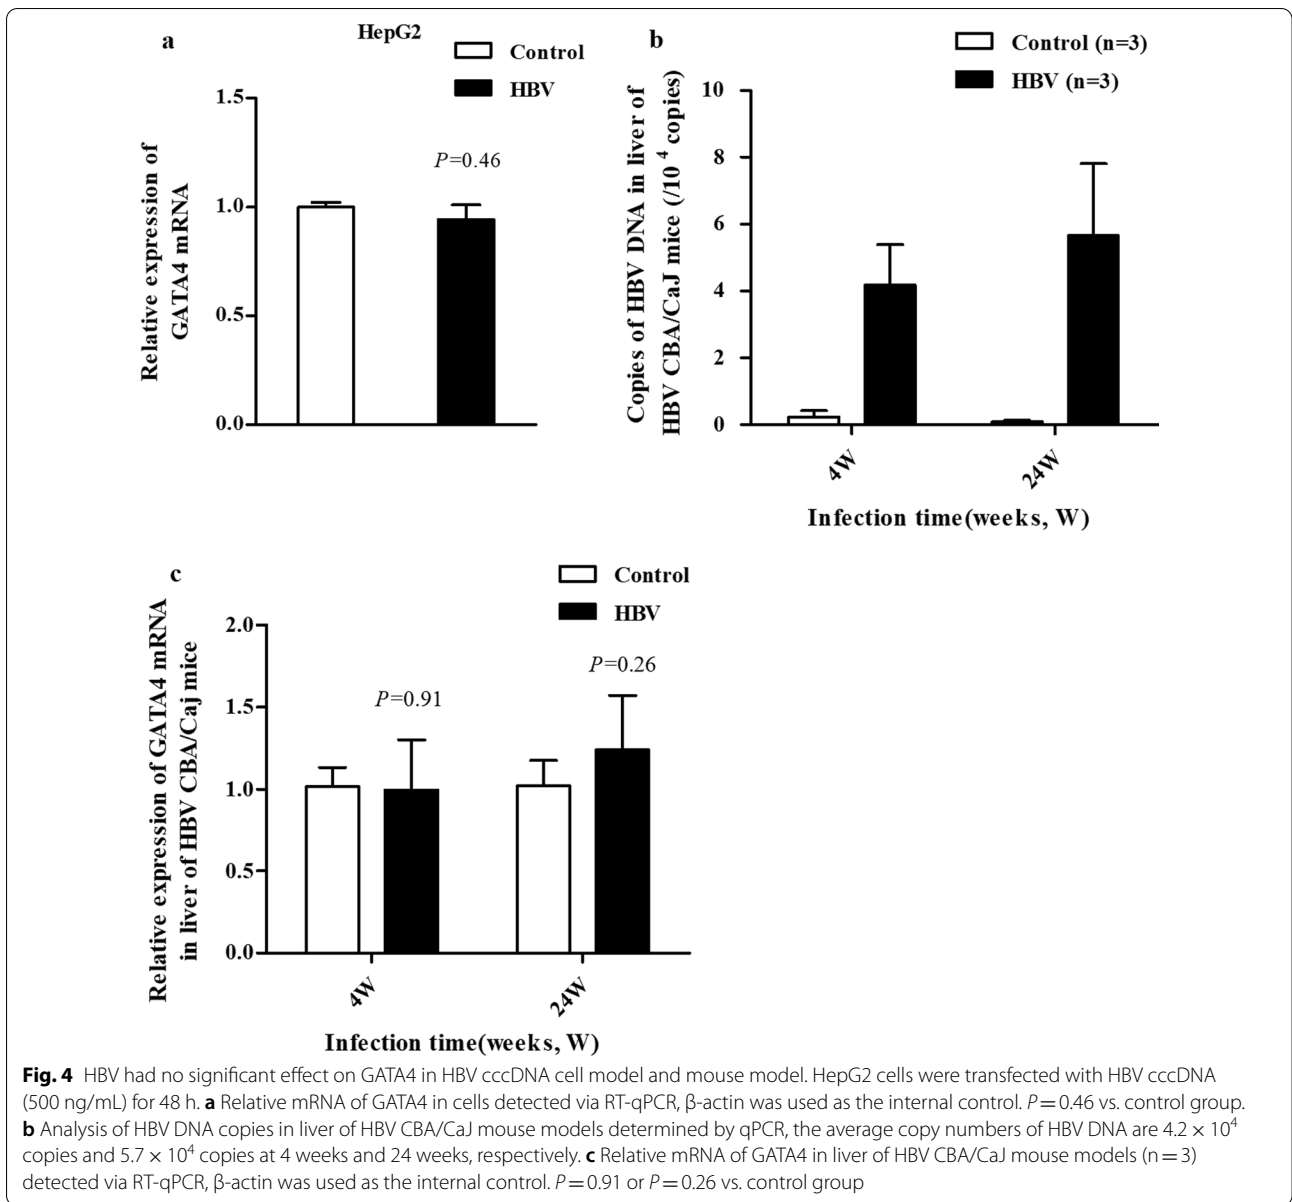 a
HepG2
Control
HBV
1.5
1.0
0.5
0.0
P=0.46
Relative expression of
GATA4 mRNA
b
Control (n=3)
HBV (n=3)
10
8
6
4
2
0
Copies of HBV DNA in liver of
HBV CBA/CaJ mice (/10⁴ copies)
4W
24W
Infection time(weeks, W)
c
Control
HBV
2.0
1.5
1.0
0.5
0.0
P=0.91
P=0.26
Relative expression of GATA4 mRNA
in liver of HBV CBA/Caj mice
4W
24W
Infection time(weeks, W)
Fig. 4 HBV had no significant effect on GATA4 in HBV cccDNA cell model and mouse model. HepG2 cells were transfected with HBV cccDNA
(500 ng/mL) for 48 h. a Relative mRNA of GATA4 in cells detected via RT-qPCR, β-actin was used as the internal control. P = 0.46 vs. control group.
b Analysis of HBV DNA copies in liver of HBV CBA/CaJ mouse models determined by qPCR, the average copy numbers of HBV DNA are 4.2 × 10⁴
copies and 5.7 × 10⁴ copies at 4 weeks and 24 weeks, respectively. c Relative mRNA of GATA4 in liver of HBV CBA/CaJ mouse models (n = 3)
detected via RT-qPCR, β-actin was used as the internal control. P = 0.91 or P = 0.26 vs. control group